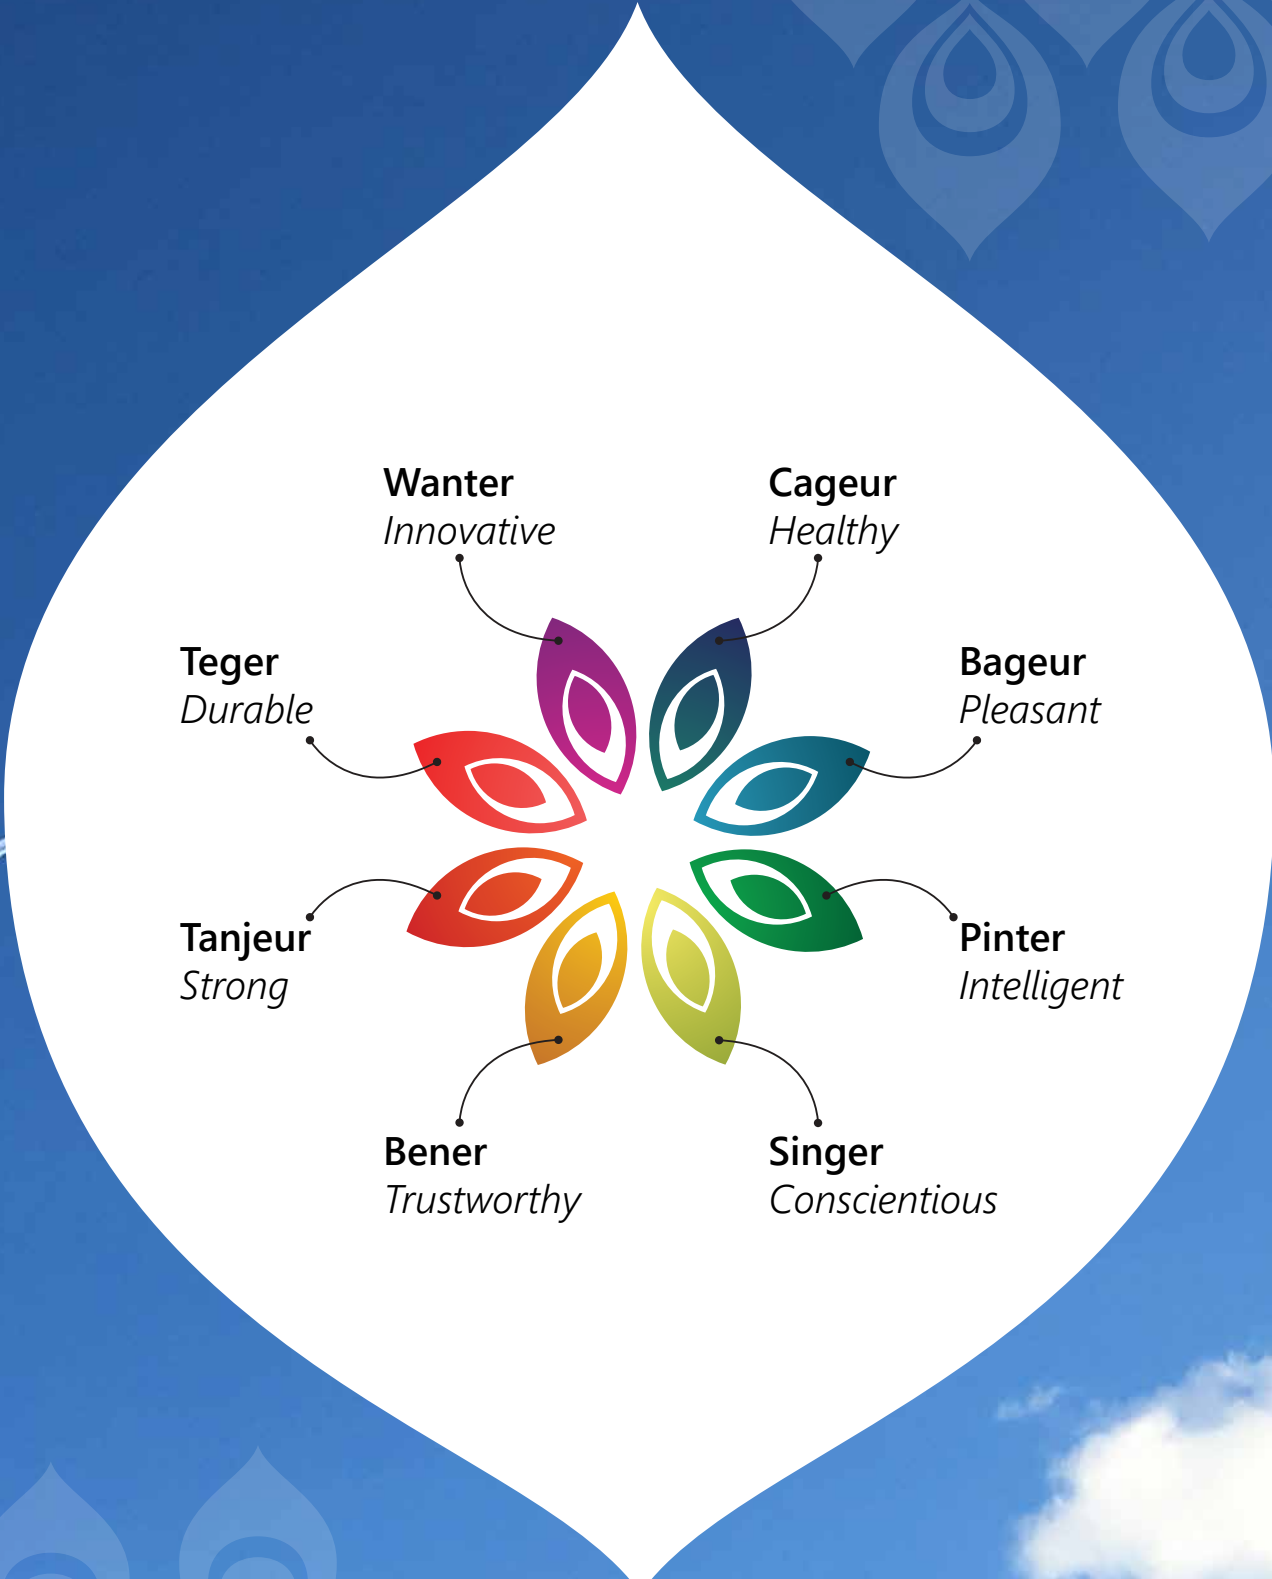 Wanter
Innovative
Cageur
Healthy
Teger
Durable
Bageur
Pleasant
Tanjeur
Strong
Pinter
Intelligent
Bener
Trustworthy
Singer
Conscientious